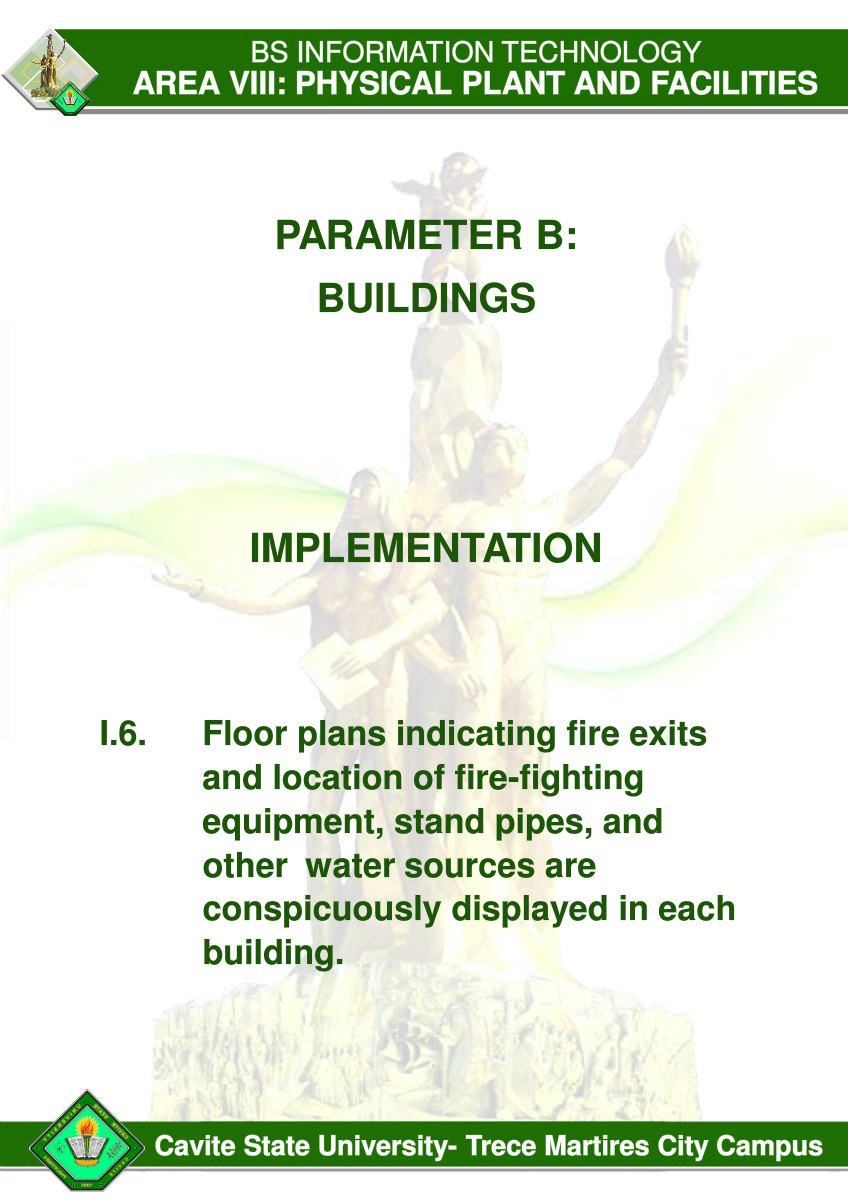 BS INFORMATION TECHNOLOGY
AREA VIII: PHYSICAL PLANT AND FACILITIES
PARAMETER B:
BUILDINGS
IMPLEMENTATION
I.6. Floor plans indicating fire exits
and location of fire-fighting
equipment, stand pipes, and
other water sources are
conspicuously displayed in each
building.
Cavite State University- Trece Martires City Campus